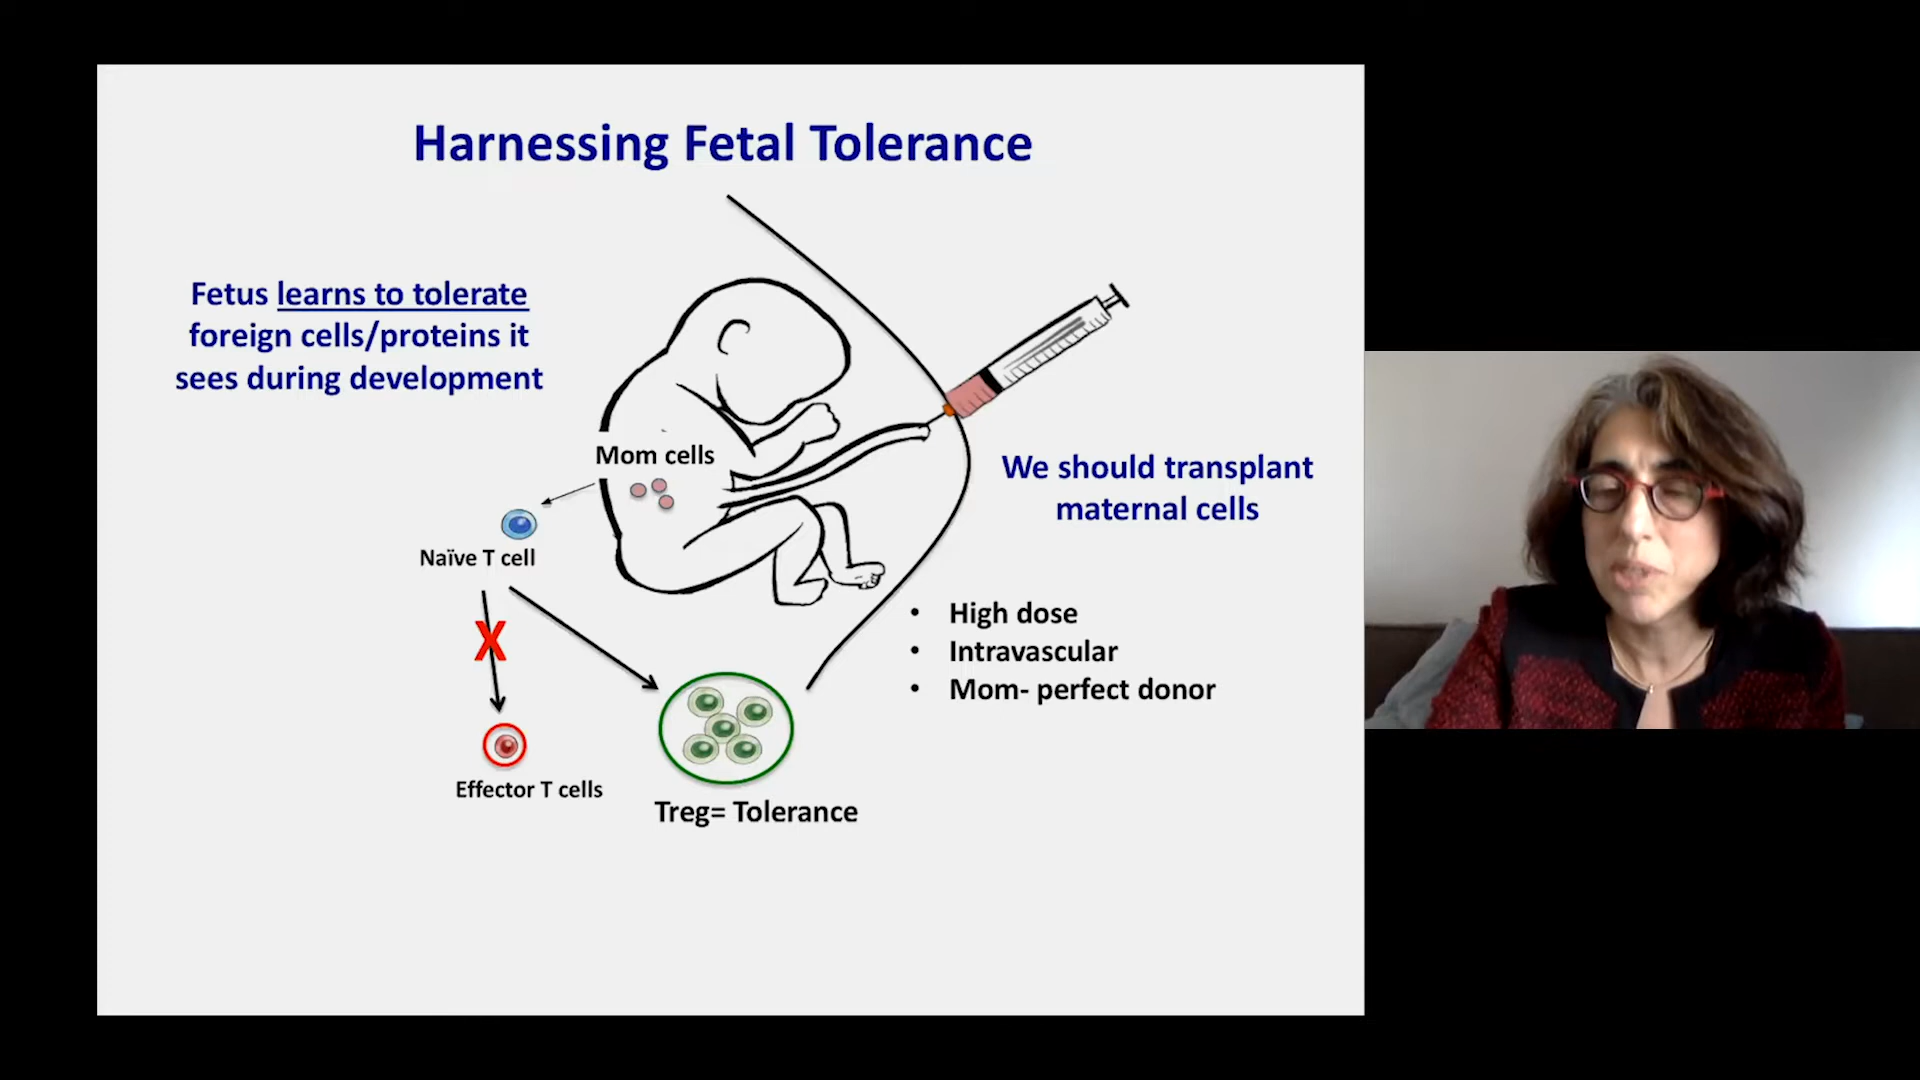 Harnessing Fetal Tolerance
Fetus learns to tolerate
foreign cells/proteins it
sees during development
Mom cells
Naïve T cell
X
Effector T cells
Treg= Tolerance
We should transplant
maternal cells
• High dose
• Intravascular
• Mom- perfect donor